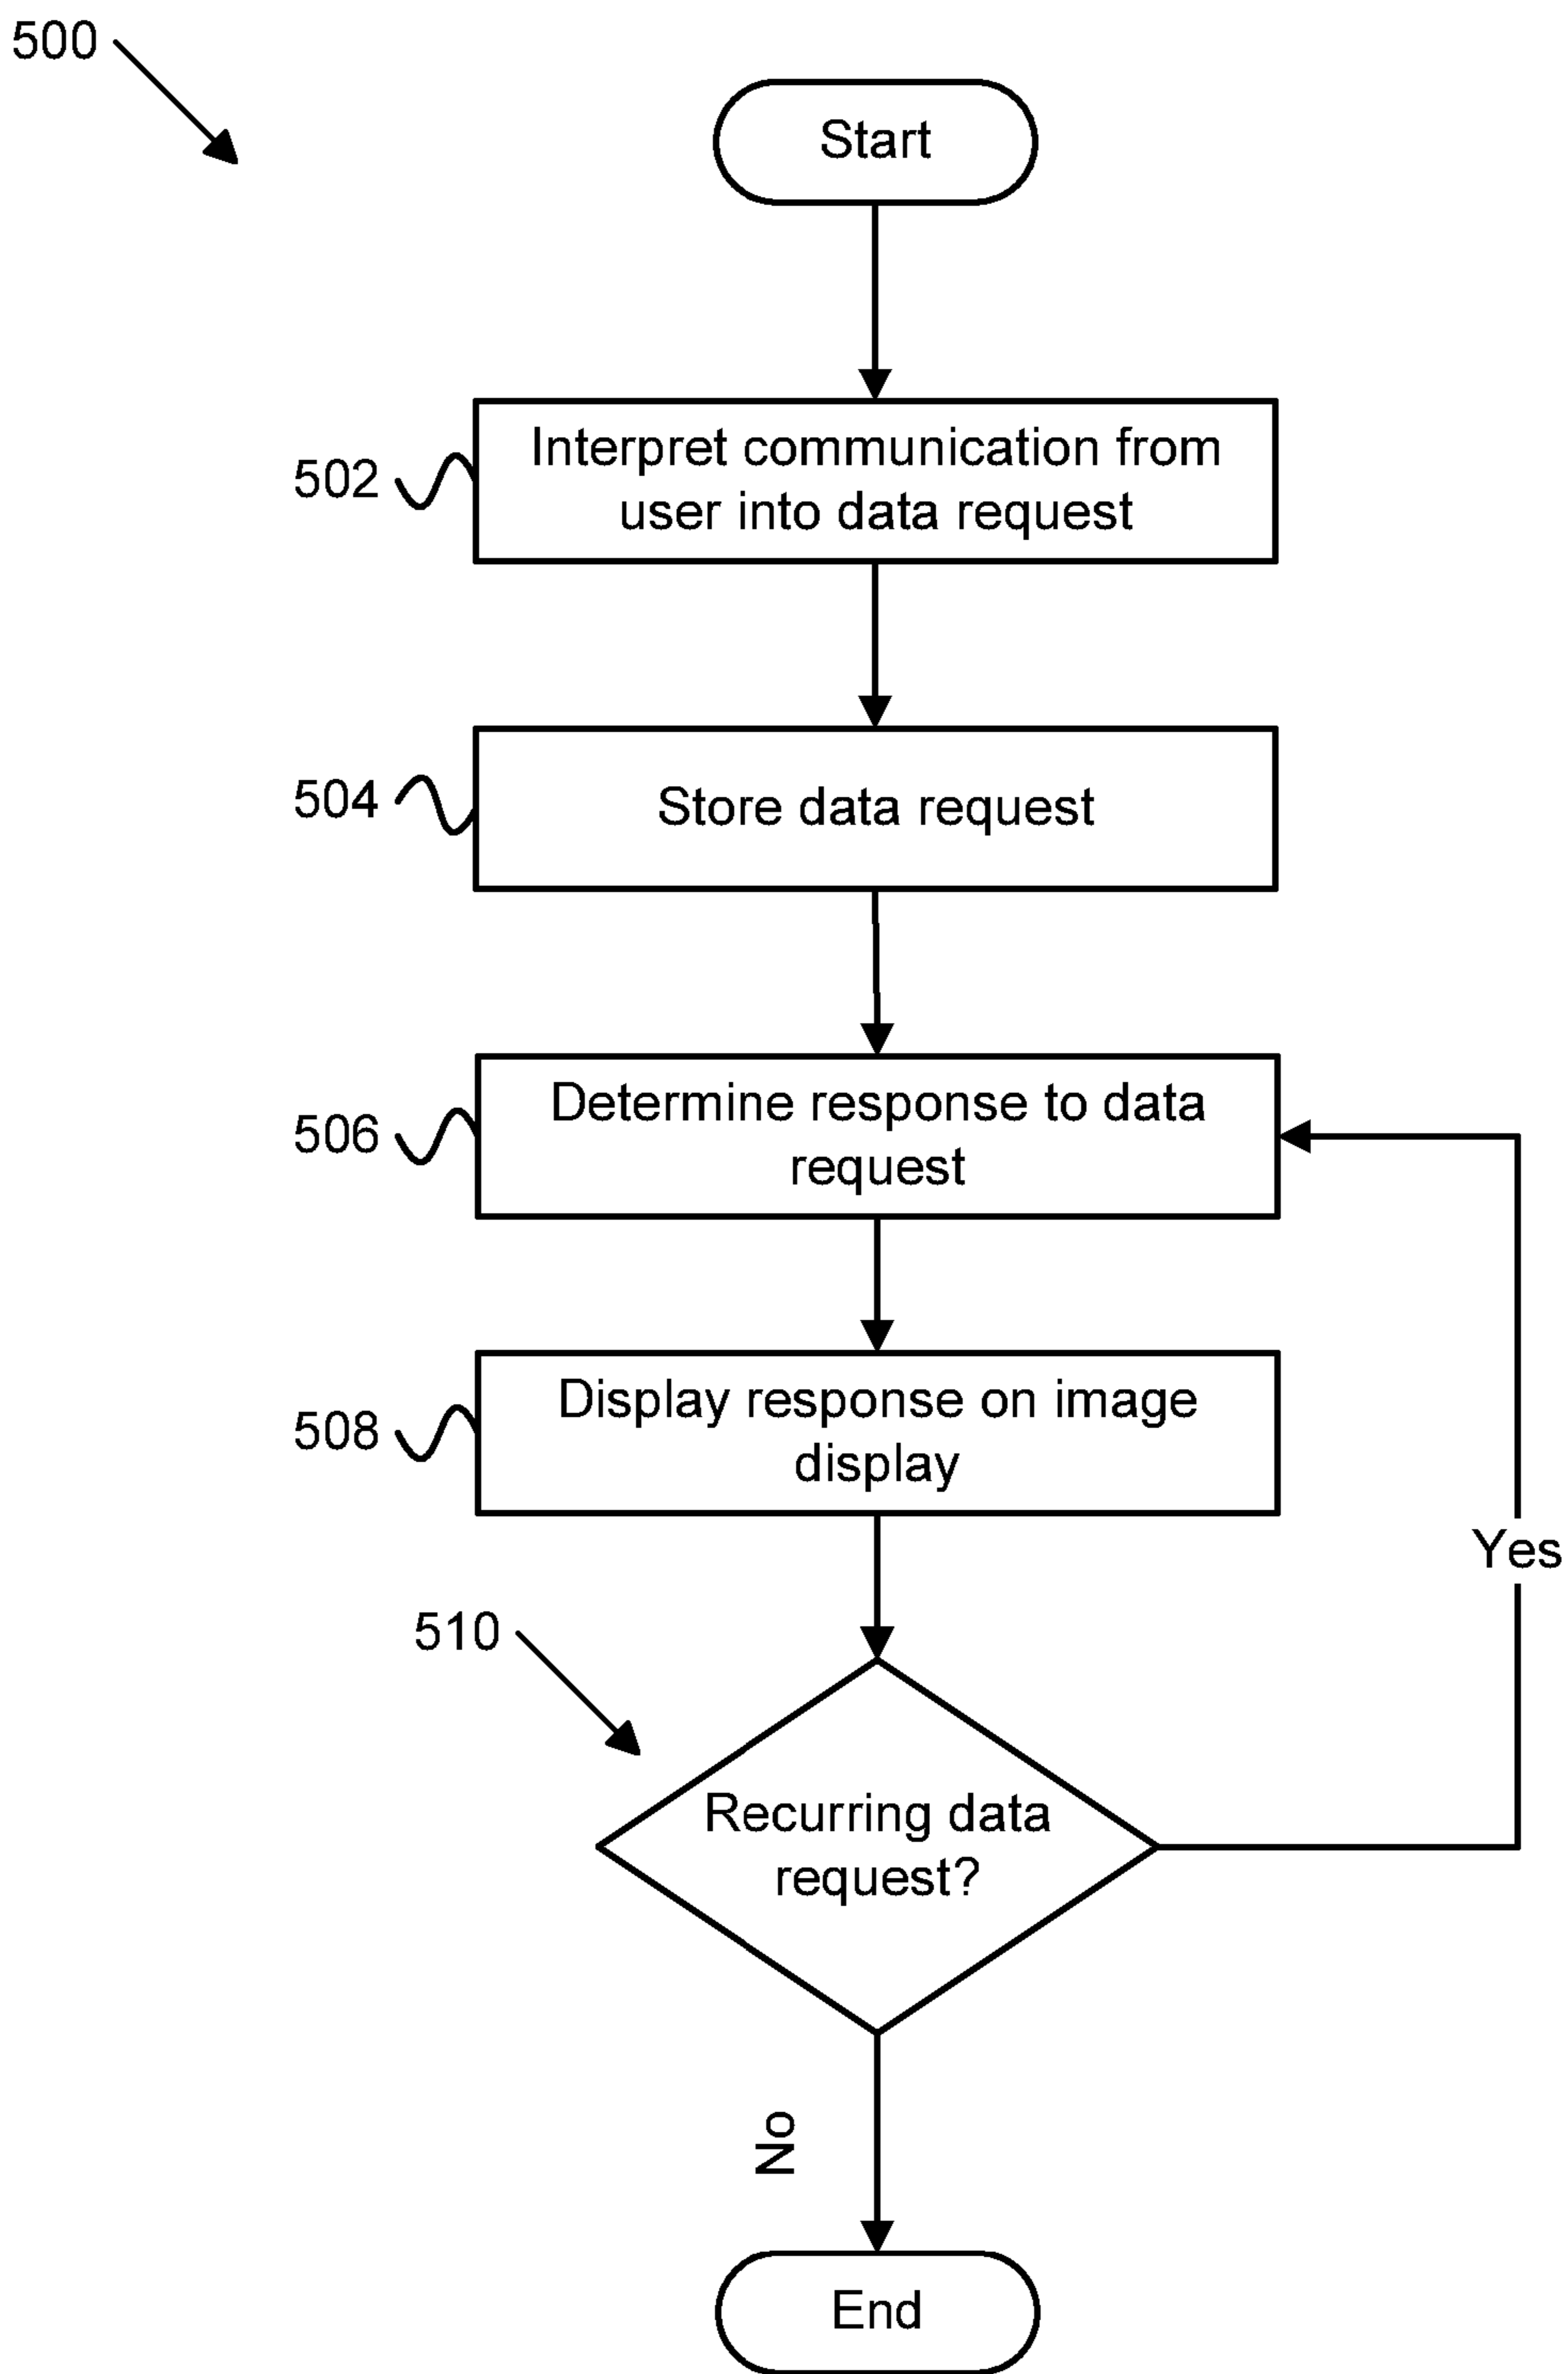 500
Start
502
Interpret communication from
user into data request
504
Store data request
506
Determine response to data
request
508
Display response on image
display
Yes
510
Recurring data
request?
No
End